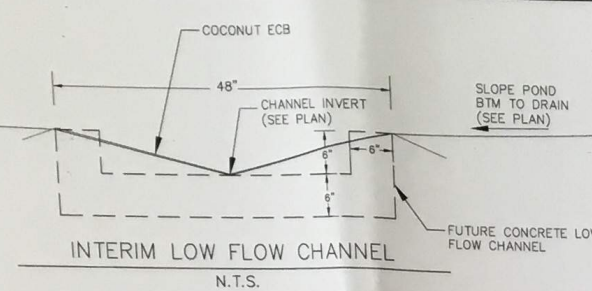 COCONUT ECB
48"
CHANNEL INVERT
(SEE PLAN)
SLOPE POND
BTM TO DRAIN
(SEE PLAN)
6"
6"
6"
FUTURE CONCRETE
FLOW CHANNEL
INTERIM LOW FLOW CHANNEL
N.T.S.